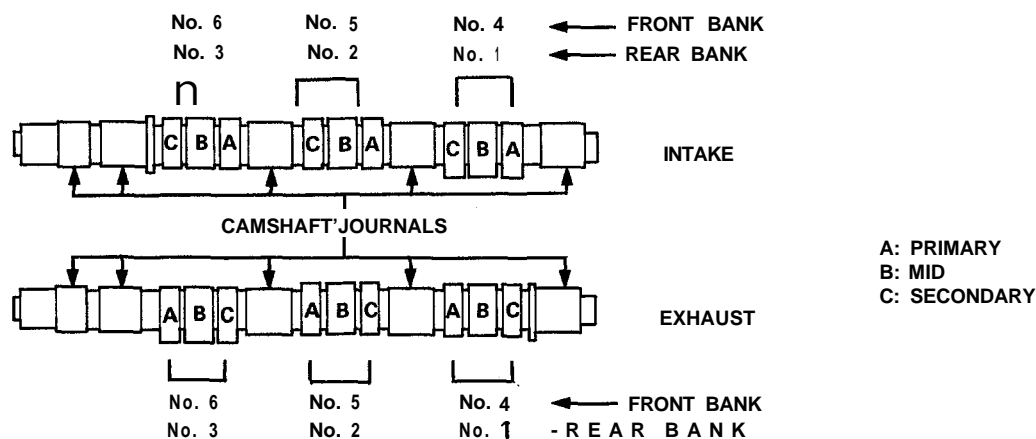 No. 6 No. 5 No. 4 FRONT BANK
No. 3 No. 2 No. 1 REAR BANK
n
C B A C B A C B A
INTAKE
CAMSHAFT'JOURNALS
A: PRIMARY
B: MID
C: SECONDARY
A B C A B C A B C
EXHAUST
No. 6 No. 5 No. 4 FRONT BANK
No. 3 No. 2 No. 1 -REAR BANK